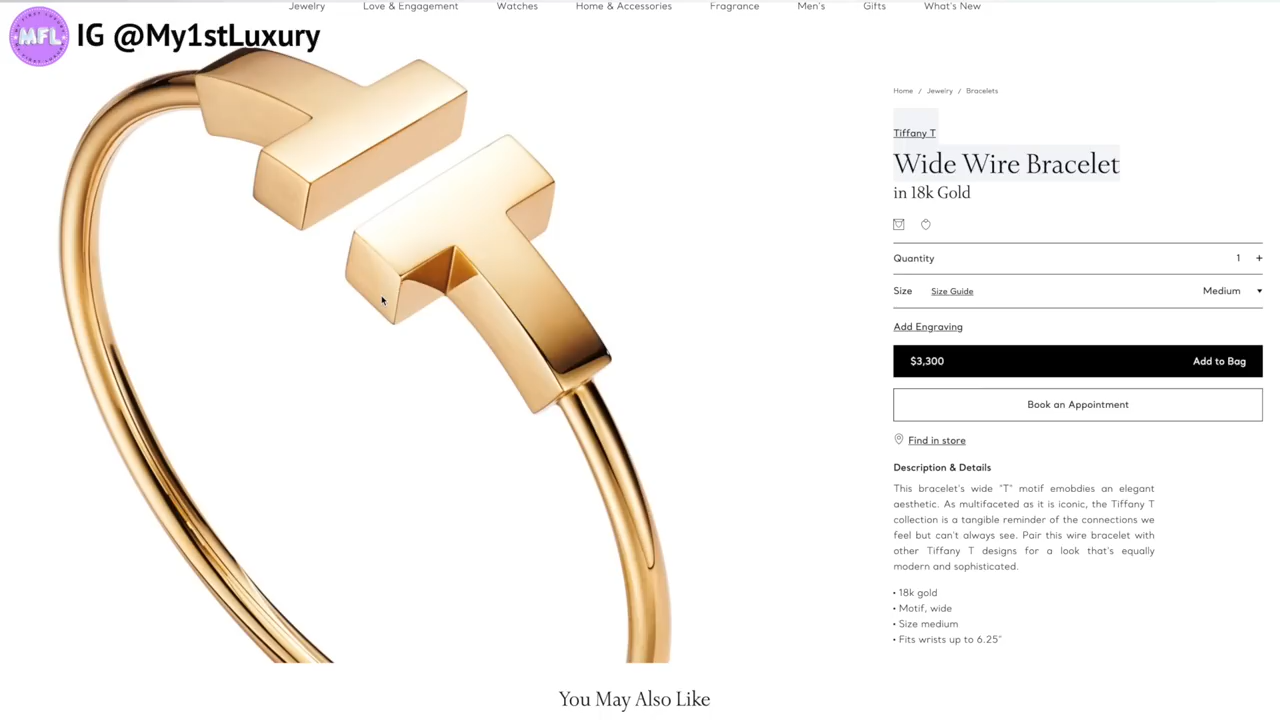 Jewelry Love & Engagement Watches Home & Accessories Fragrance Men's Gifts What's New
MFL IG @My1stLuxury
Home / Jewelry / Bracelets
Tiffany T
Wide Wire Bracelet
in 18k Gold
Quantity 1 +
Size Size Guide Medium
Add Engraving
$3,300 Add to Bag
Book an Appointment
Find in store
Description & Details
This bracelet's wide "T" motif emobdies an elegant
aesthetic. As multifaceted as it is iconic, the Tiffany T
collection is a tangible reminder of the connections we
feel but can't always see. Pair this wire bracelet with
other Tiffany T designs for a look that's equally
modern and sophisticated.
• 18k gold
• Motif, wide
• Size medium
• Fits wrists up to 6.25"
You May Also Like